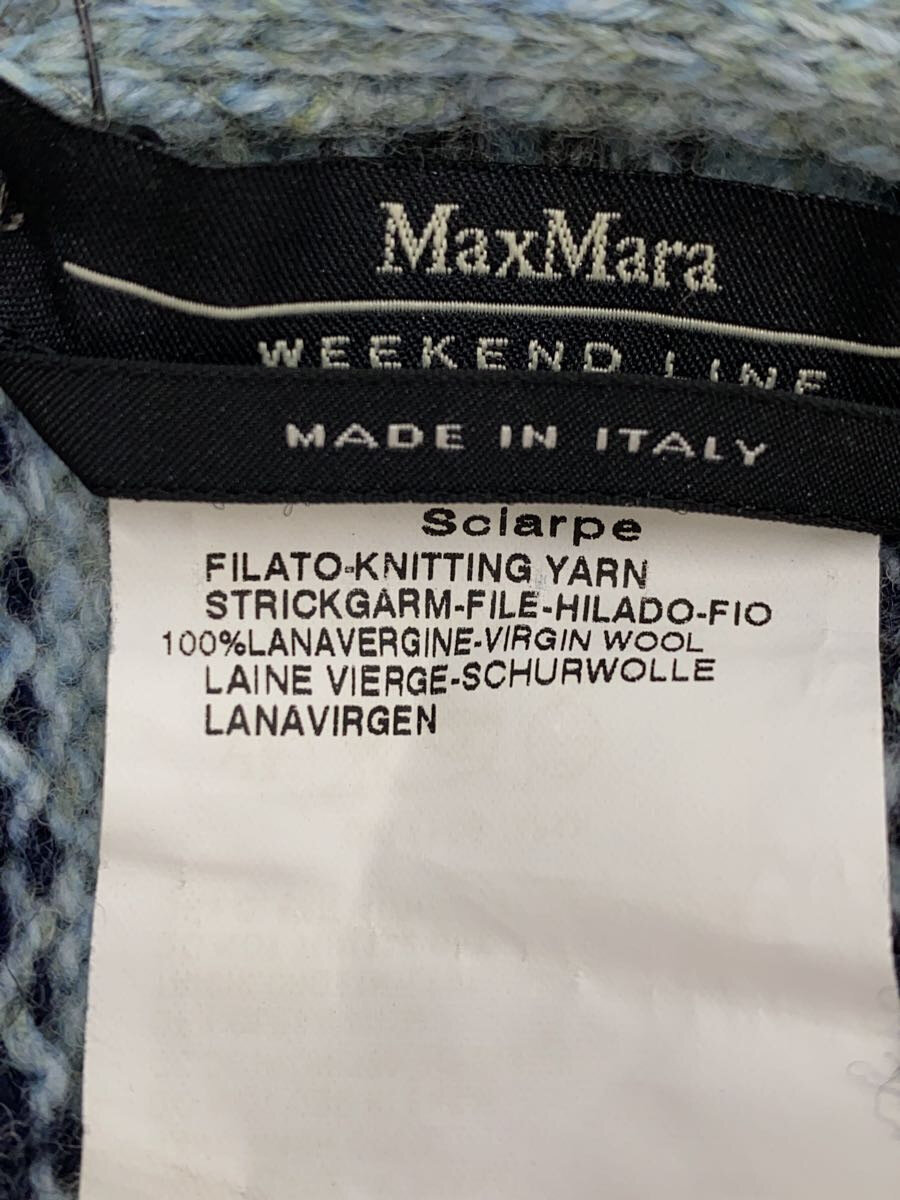 MaxMara
WEEKEND LINE
MADE IN ITALY
Sciarpe
FILATO-KNITTING YARN
STRICKGARM-FILE-HILADO-FIO
100%LANAVERGINE-VIRGIN WOOL
LAINE VIERGE-SCHURWOLLE
LANAVIRGEN